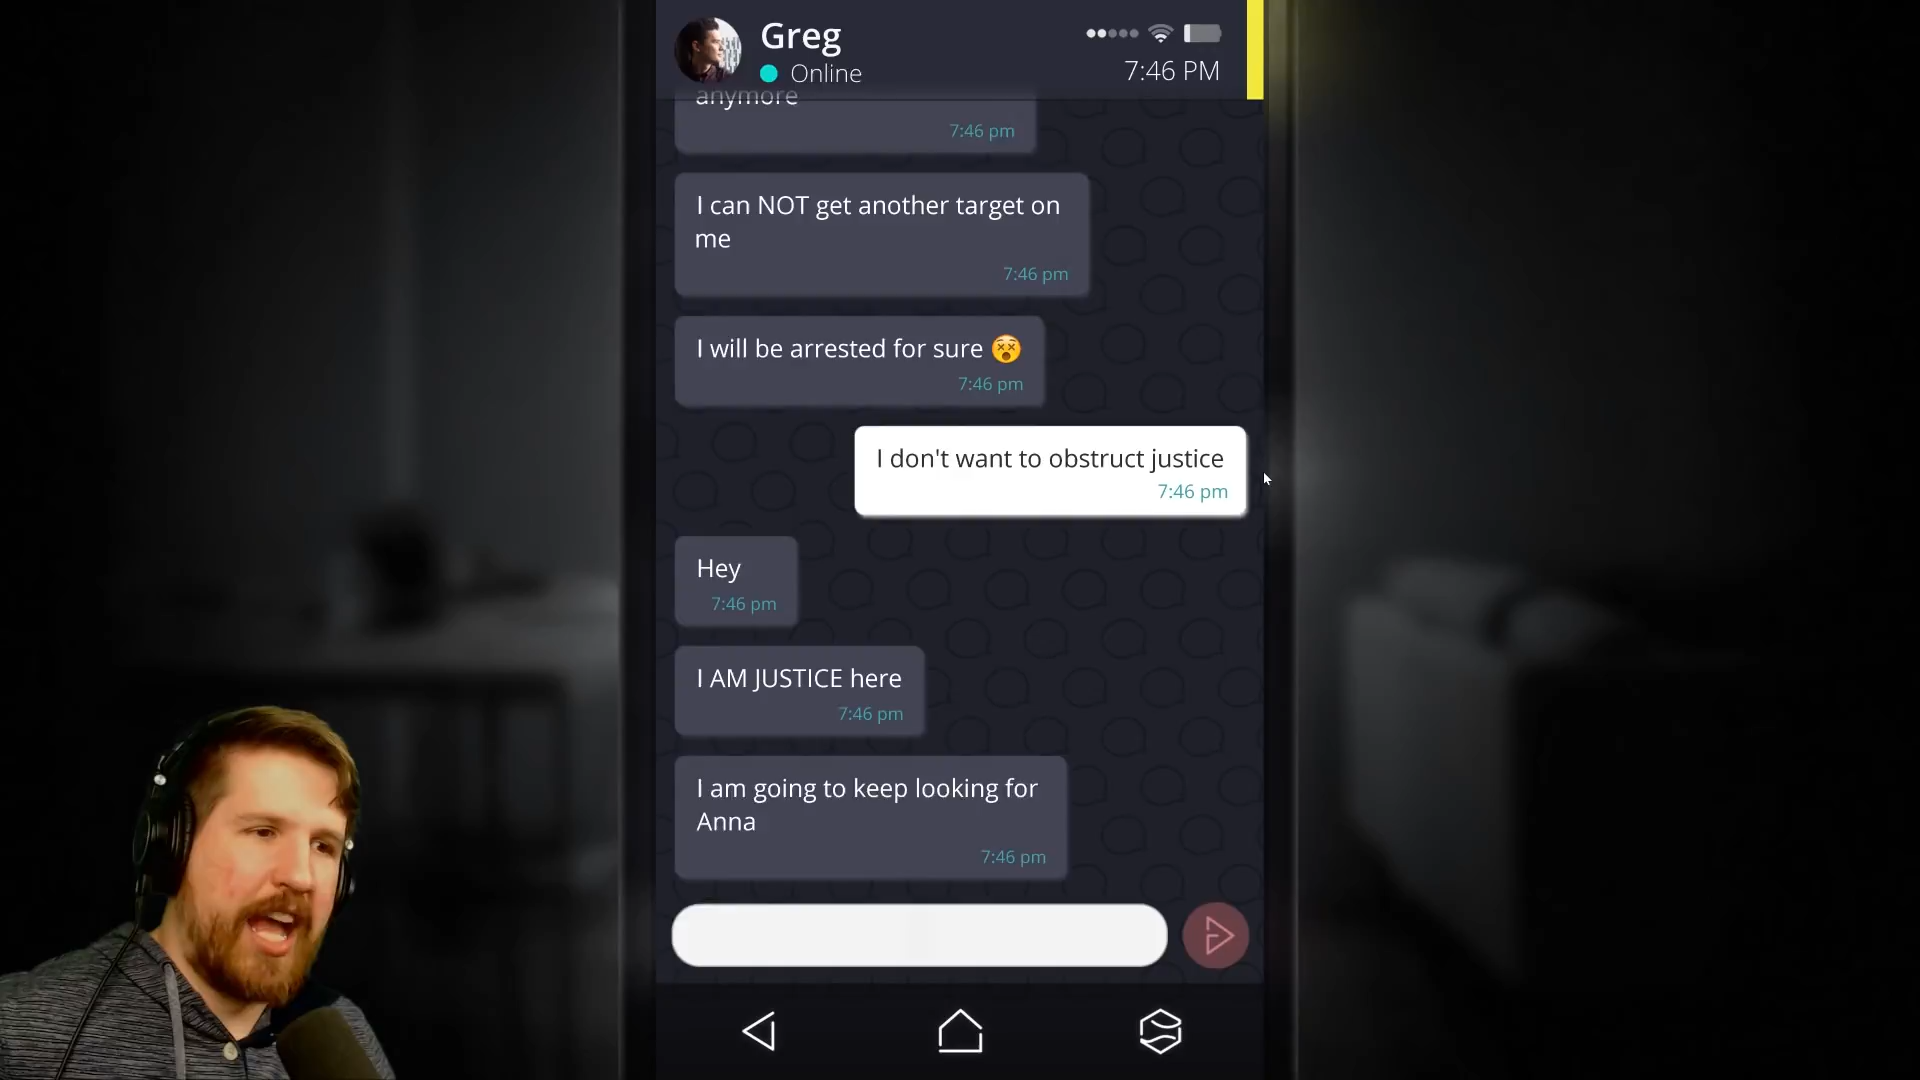 Greg
Online
7:46 PM
anymore
7:46 pm
I can NOT get another target on
me
7:46 pm
I will be arrested for sure 😵
7:46 pm
I don't want to obstruct justice
7:46 pm
Hey
7:46 pm
I AM JUSTICE here
7:46 pm
I am going to keep looking for
Anna
7:46 pm